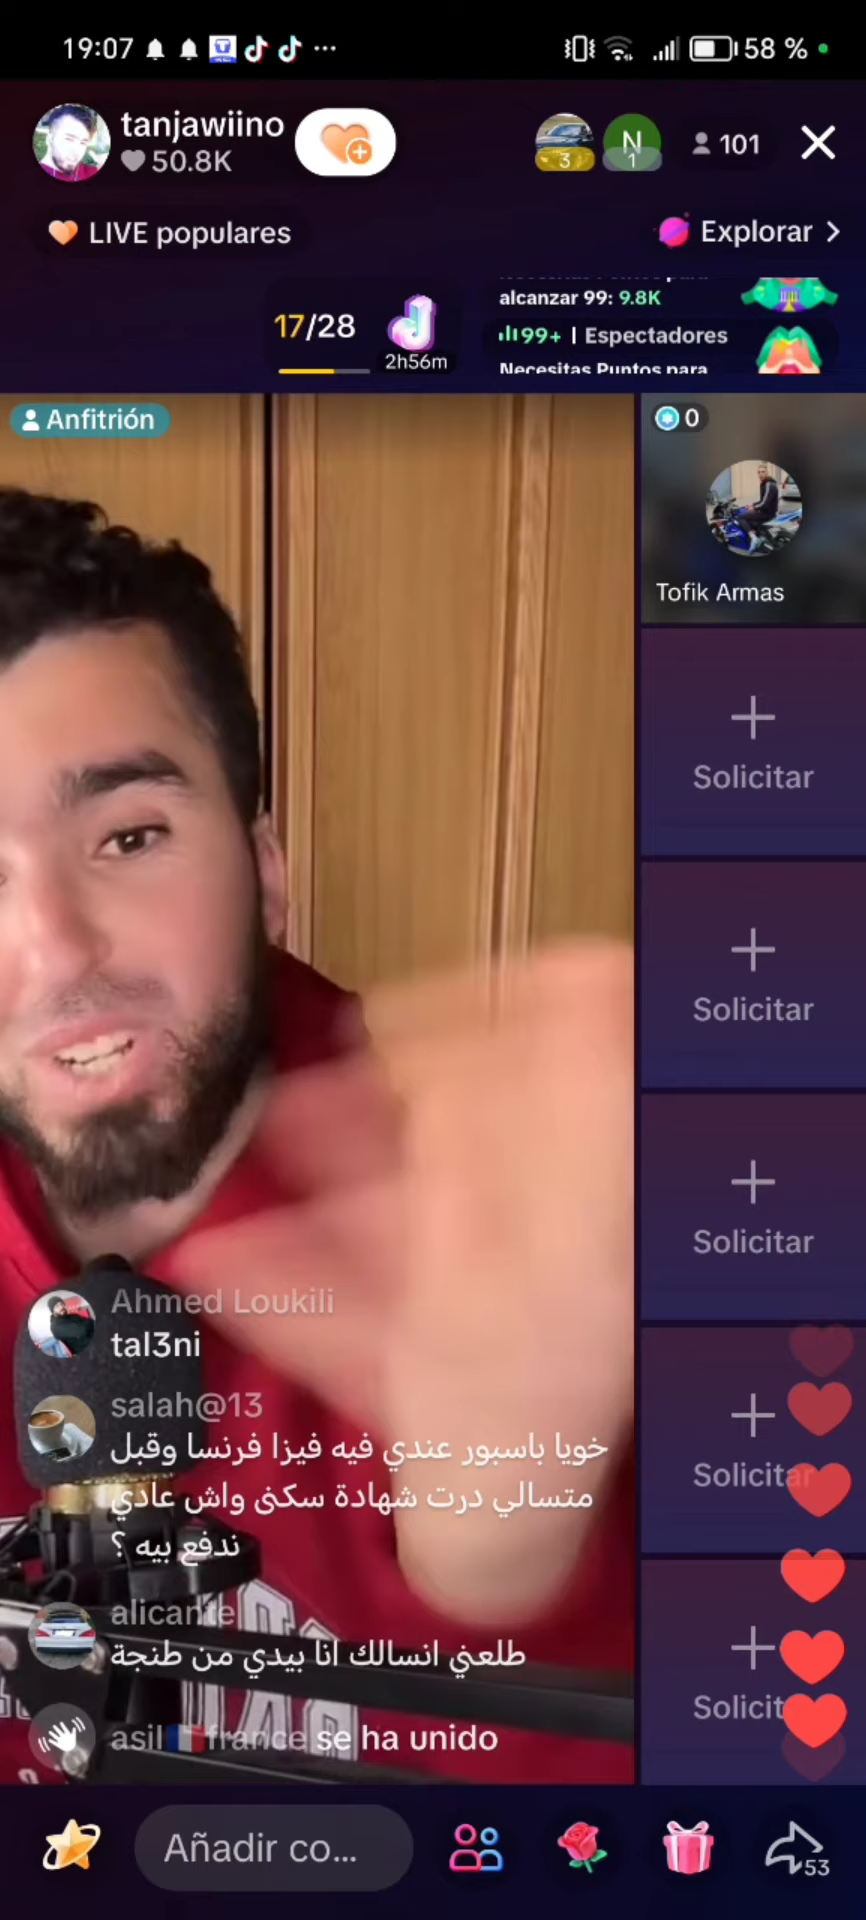 19:07
58 %
tanjawiino
50.8K
3
N
1
101
LIVE populares
Explorar
17/28
2h56m
alcanzar 99: 9.8K
99+ | Espectadores
Necesitas Puntos para
Anfitrión
0
Tofik Armas
Solicitar
Solicitar
Solicitar
Solicitar
Solicit
Ahmed Loukili
tal3ni
salah@13
خويا باسبور عندي فيه فيزا فرنسا وقبل
متسالي درت شهادة سكنى واش عادي
ندفع بيه ؟
alicante
طلعني انسالك انا بيدي من طنجة
asil🇫🇷france se ha unido
Añadir co...
53